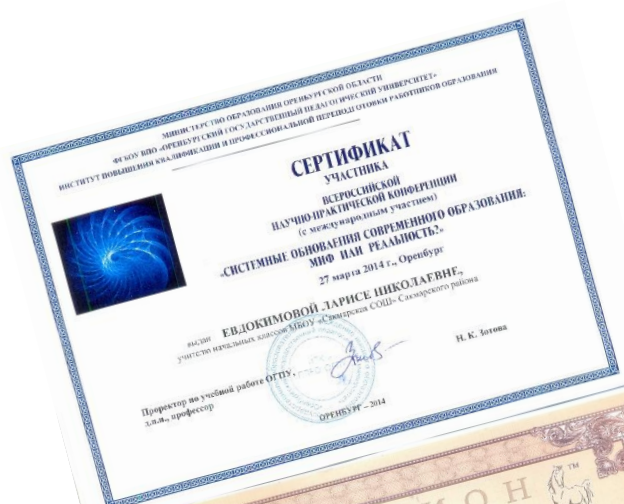 МИНИСТЕРСТВО ОБРАЗОВАНИЯ ОРЕНБУРГСКОЙ ОБЛАСТИ
ФГБОУ ВПО «ОРЕНБУРГСКИЙ ГОСУДАРСТВЕННЫЙ ПЕДАГОГИЧЕСКИЙ УНИВЕРСИТЕТ»
ИНСТИТУТ ПОВЫШЕНИЯ КВАЛИФИКАЦИИ И ПРОФЕССИОНАЛЬНОЙ ПЕРЕПОДГОТОВКИ РАБОТНИКОВ ОБРАЗОВАНИЯ
СЕРТИФИКАТ
УЧАСТНИКА
ВСЕРОССИЙСКОЙ
НАУЧНО-ПРАКТИЧЕСКОЙ КОНФЕРЕНЦИИ
(с международным участием)
«СИСТЕМНЫЕ ОБНОВЛЕНИЯ СОВРЕМЕННОГО ОБРАЗОВАНИЯ:
МИФ ИЛИ РЕАЛЬНОСТЬ?»
27 марта 2014 г., Оренбург
выдан ЕВДОКИМОВОЙ ЛАРИСЕ НИКОЛАЕВНЕ,
учителю начальных классов МБОУ «Сакмарская СОШ» Сакмарского района
Проректор по учебной работе ОГПУ,
д.п.н., профессор
Н. К. Зотова
ОРЕНБУРГ – 2014
О Н
TM